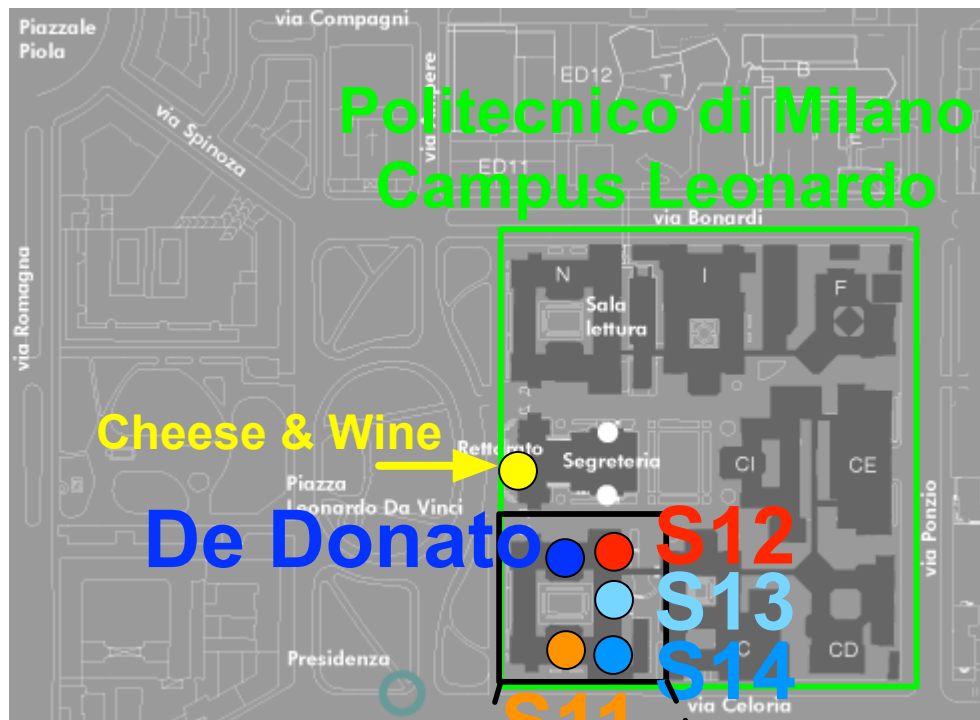 Piazzale
Piola
via Compagni
via Spinoza
ED12
T
B
E
Politecnico di Milano
ED11
Campus Leonardo
via Bonardi
via Romagna
N
I
F
Sala
lettura
Cheese & Wine
Rettorato
Segreteria
CI
CE
Piazza
Leonardo Da Vinci
via Ponzio
De Donato
S12
S13
Presidenza
C
CD
S14
S11
via Celoria